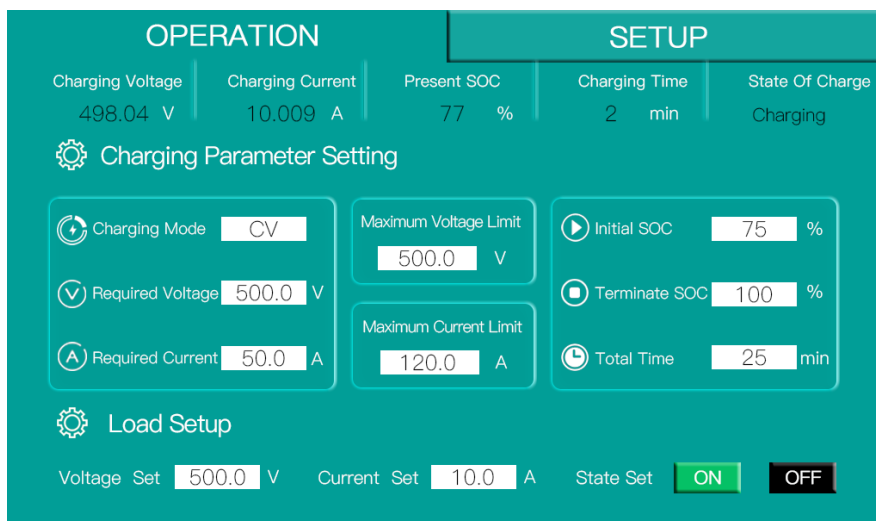 OPERATION SETUP
Charging Voltage Charging Current Present SOC Charging Time State Of Charge
498.04 V 10.009 A 77 % 2 min Charging
Charging Parameter Setting
Charging Mode CV
Required Voltage 500.0 V
Required Current 50.0 A
Maximum Voltage Limit
500.0 V
Maximum Current Limit
120.0 A
Initial SOC 75 %
Terminate SOC 100 %
Total Time 25 min
Load Setup
Voltage Set 500.0 V Current Set 10.0 A State Set ON OFF